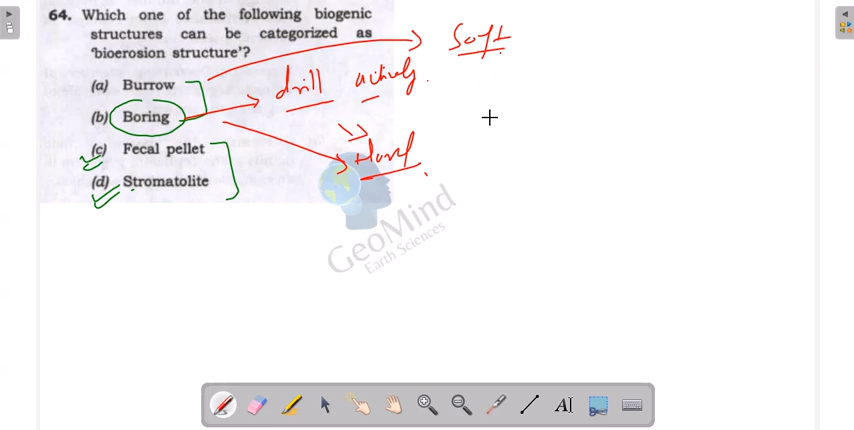 64. Which one of the following biogenic
structures can be categorized as
'bioerosion structure'?
(a) Burrow
(b) Boring
(c) Fecal pellet
(d) Stromatolite
Soft
drill actively.
Hard.
GeoMind
Earth Sciences
AI